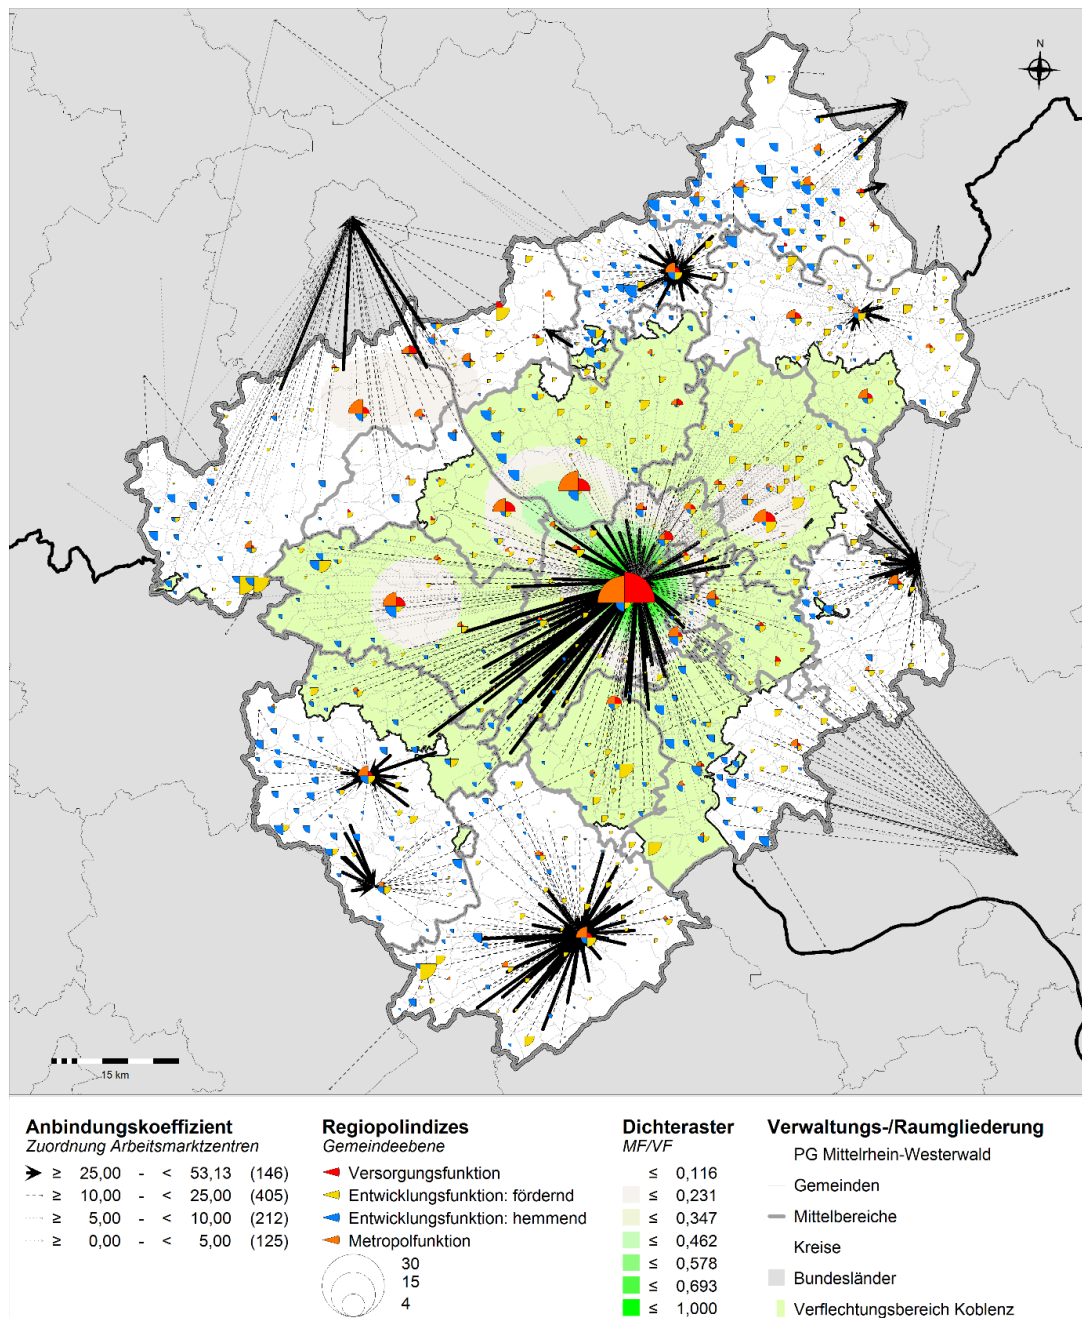 N
15 km
Anbindungskoeffizient
Zuordnung Arbeitsmarktzentren
≥ 25,00 - < 53,13 (146)
≥ 10,00 - < 25,00 (405)
≥ 5,00 - < 10,00 (212)
≥ 0,00 - < 5,00 (125)
Regiopolindizes
Gemeindeebene
Versorgungsfunktion
Entwicklungsfunktion: fördernd
Entwicklungsfunktion: hemmend
Metropolfunktion
30
15
4
Dichteraster
MF/VF
≤ 0,116
≤ 0,231
≤ 0,347
≤ 0,462
≤ 0,578
≤ 0,693
≤ 1,000
Verwaltungs-/Raumgliederung
PG Mittelrhein-Westerwald
Gemeinden
Mittelbereiche
Kreise
Bundesländer
Verflechtungsbereich Koblenz